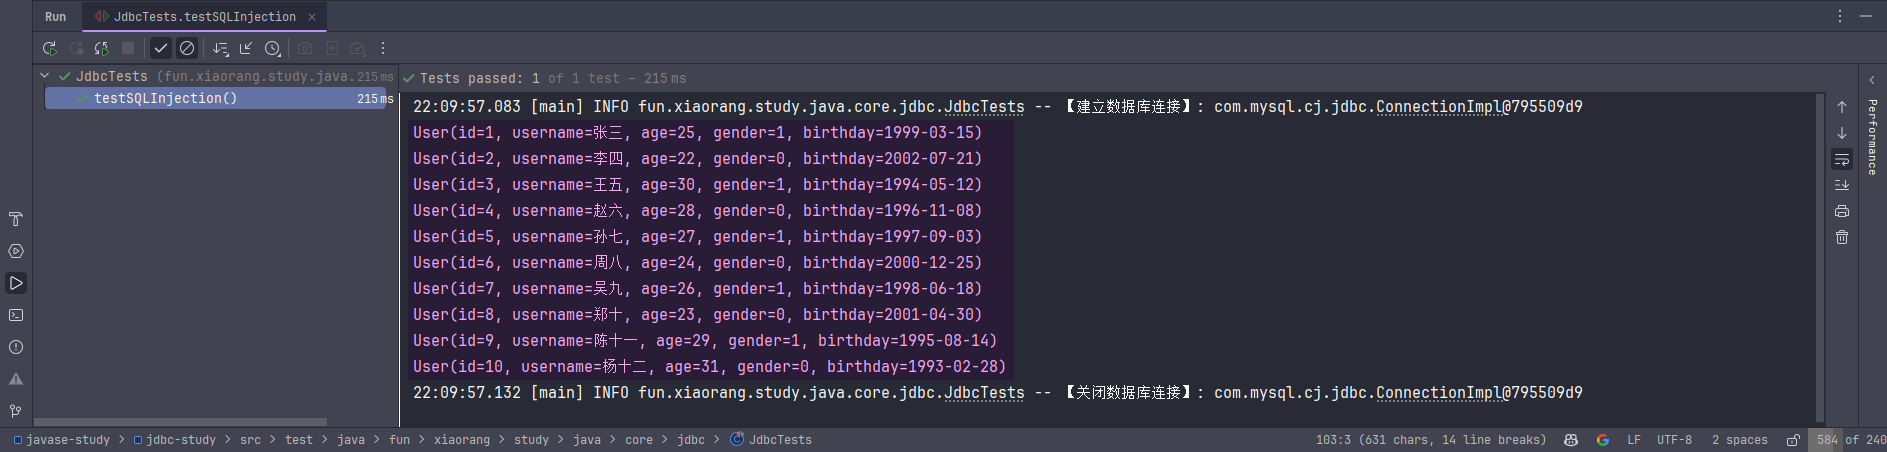 Run JdbcTests.testSQLInjection
JdbcTests (fun.xiaorang.study.java. 215 ms
Tests passed: 1 of 1 test – 215 ms
testSQLInjection() 215 ms
22:09:57.083 [main] INFO fun.xiaorang.study.java.core.jdbc.JdbcTests -- 【建立数据库连接】: com.mysql.cj.jdbc.ConnectionImpl@795509d9
User(id=1, username=张三, age=25, gender=1, birthday=1999-03-15)
User(id=2, username=李四, age=22, gender=0, birthday=2002-07-21)
User(id=3, username=王五, age=30, gender=1, birthday=1994-05-12)
User(id=4, username=赵六, age=28, gender=0, birthday=1996-11-08)
User(id=5, username=孙七, age=27, gender=1, birthday=1997-09-03)
User(id=6, username=周八, age=24, gender=0, birthday=2000-12-25)
User(id=7, username=吴九, age=26, gender=1, birthday=1998-06-18)
User(id=8, username=郑十, age=23, gender=0, birthday=2001-04-30)
User(id=9, username=陈十一, age=29, gender=1, birthday=1995-08-14)
User(id=10, username=杨十二, age=31, gender=0, birthday=1993-02-28)
22:09:57.132 [main] INFO fun.xiaorang.study.java.core.jdbc.JdbcTests -- 【关闭数据库连接】: com.mysql.cj.jdbc.ConnectionImpl@795509d9
Performance
javase-study > jdbc-study > src > test > java > fun > xiaorang > study > java > core > jdbc > JdbcTests
103:3 (631 chars, 14 line breaks) LF UTF-8 2 spaces 584 of 240